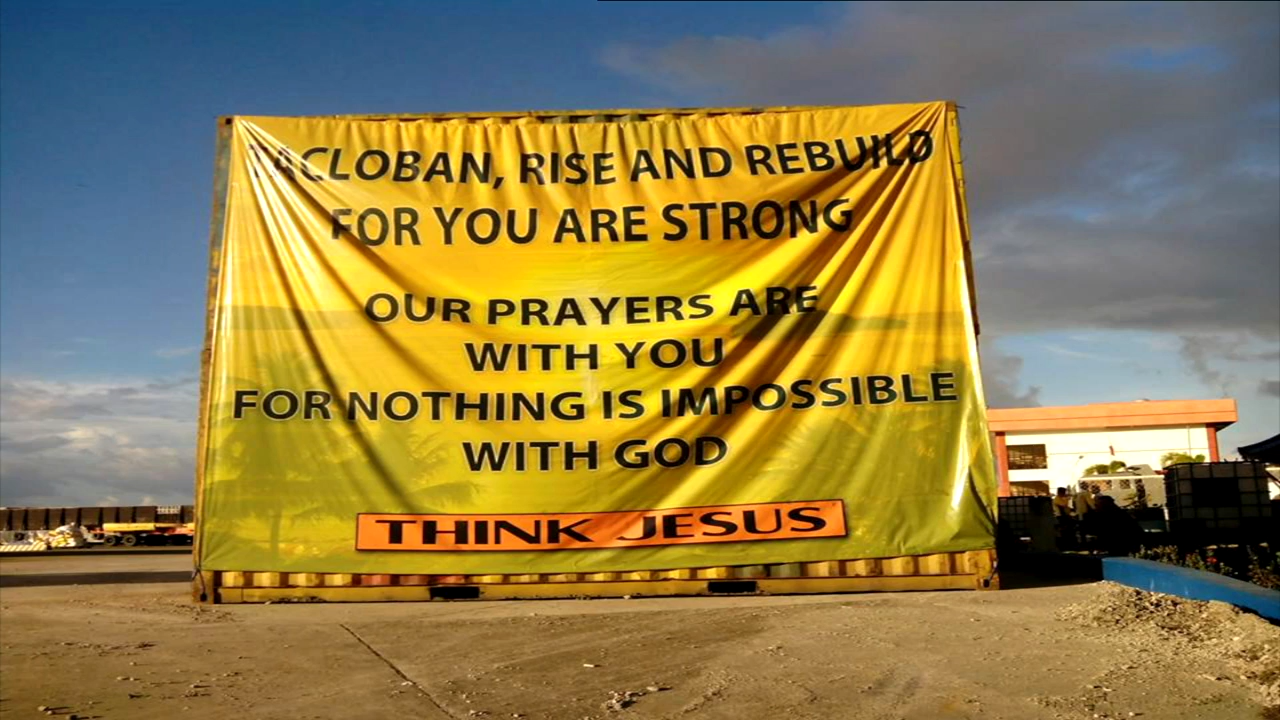 TACLOBAN, RISE AND REBUILD
FOR YOU ARE STRONG
OUR PRAYERS ARE
WITH YOU
FOR NOTHING IS IMPOSSIBLE
WITH GOD
THINK JESUS